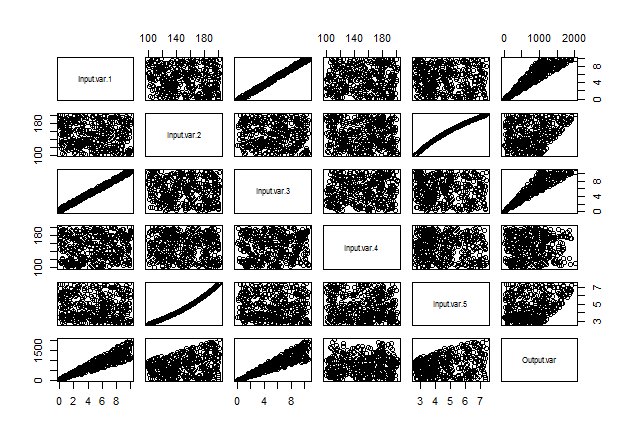 100 140 180 100 140 180 0 1000 2000
Input.var.1 0 4 8
100 180 Input.var.2
Input.var.3 0 4 8
100 180 Input.var.4
Input.var.5 3 5 7
0 1500 Output.var
0 2 4 6 8 0 4 8 3 4 5 6 7